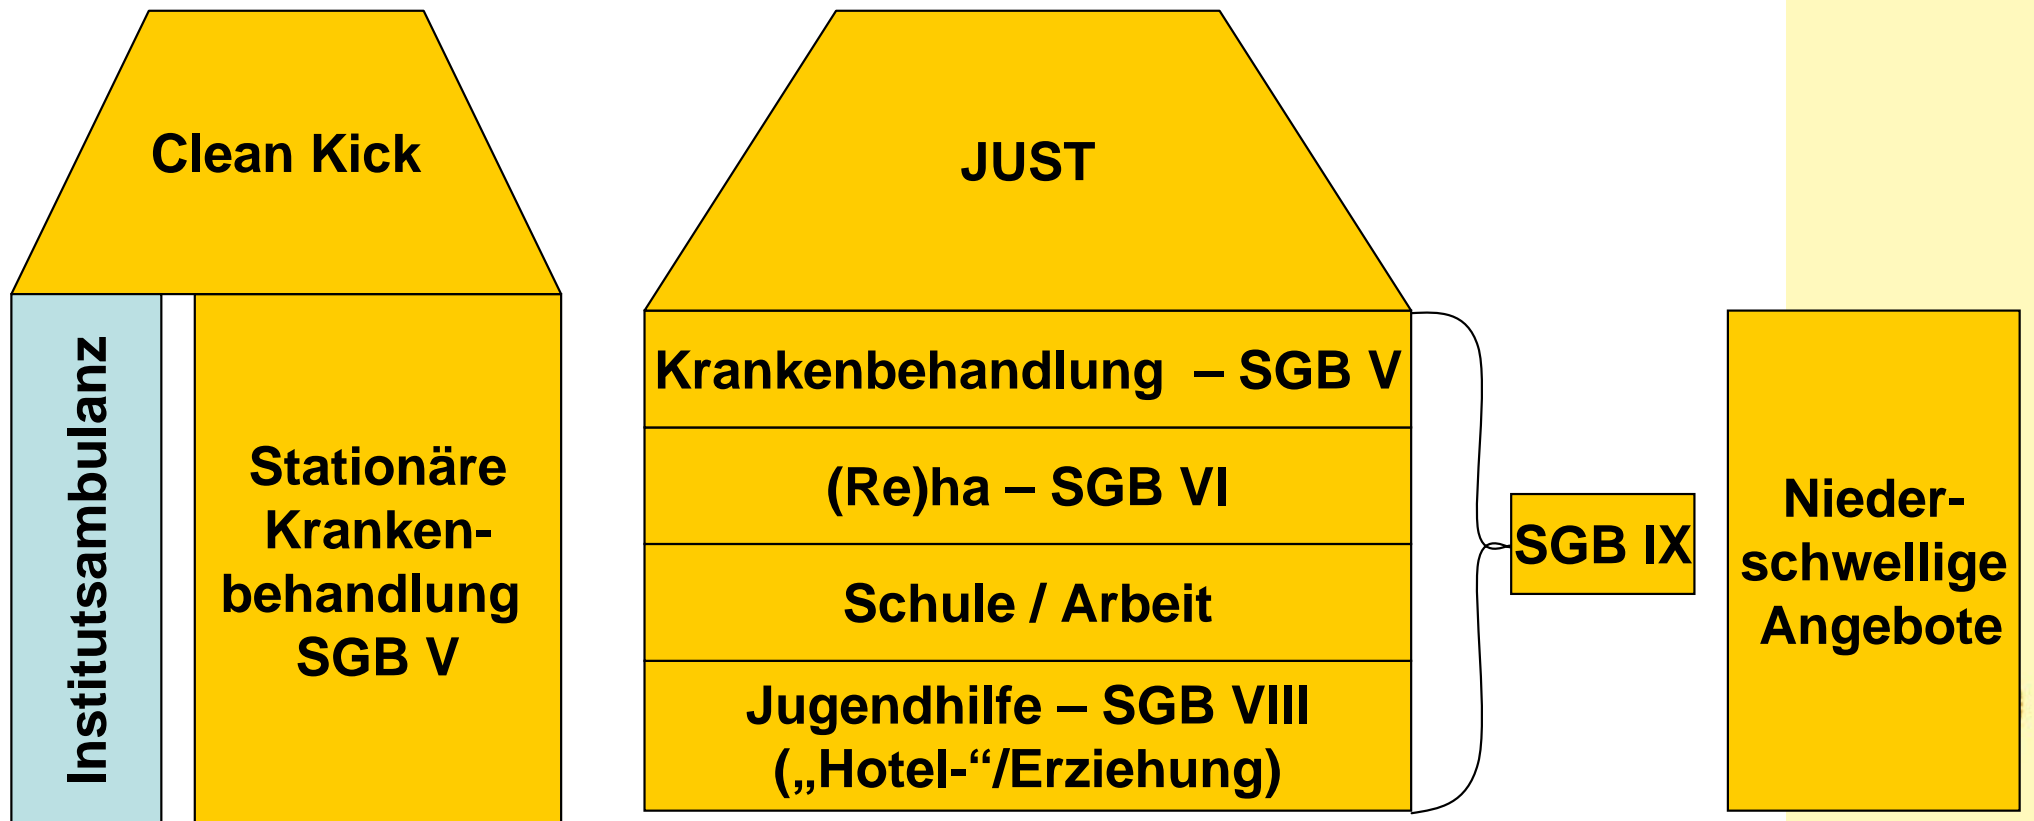 Clean Kick
Institutsambulanz
Stationäre
Kranken-
behandlung
SGB V
JUST
Krankenbehandlung – SGB V
(Re)ha – SGB VI
Schule / Arbeit
Jugendhilfe – SGB VIII
(„Hotel-“/Erziehung)
SGB IX
Nieder-
schwellige
Angebote